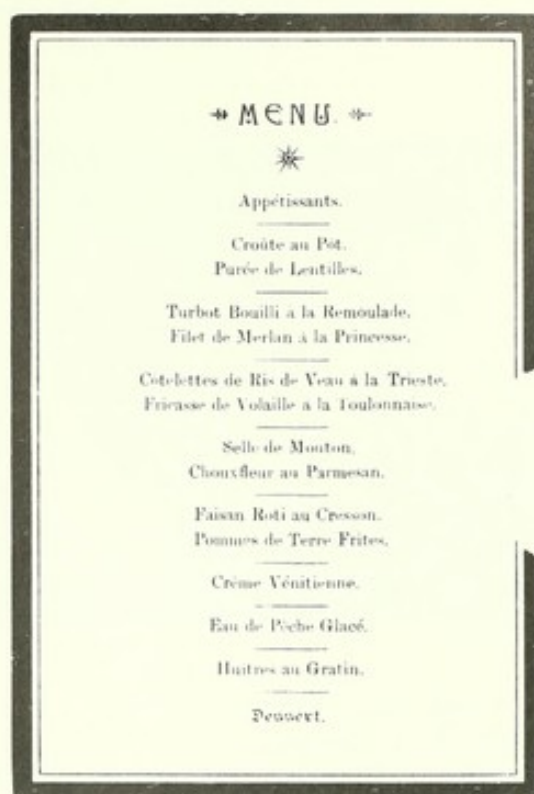 MENU.
Appétissants.
Croûte au Pot.
Purée de Lentilles.
Turbot Bouilli a la Remoulade.
Filet de Merlan à la Princesse.
Cotelettes de Ris de Veau à la Trieste.
Fricasse de Volaille a la Toulonnaise.
Selle de Mouton.
Chouxfleur au Parmesan.
Faisan Roti au Cresson.
Pommes de Terre Frites.
Crême Vénitienne.
Eau de Pêche Glacé.
Huitres au Gratin.
Dessert.